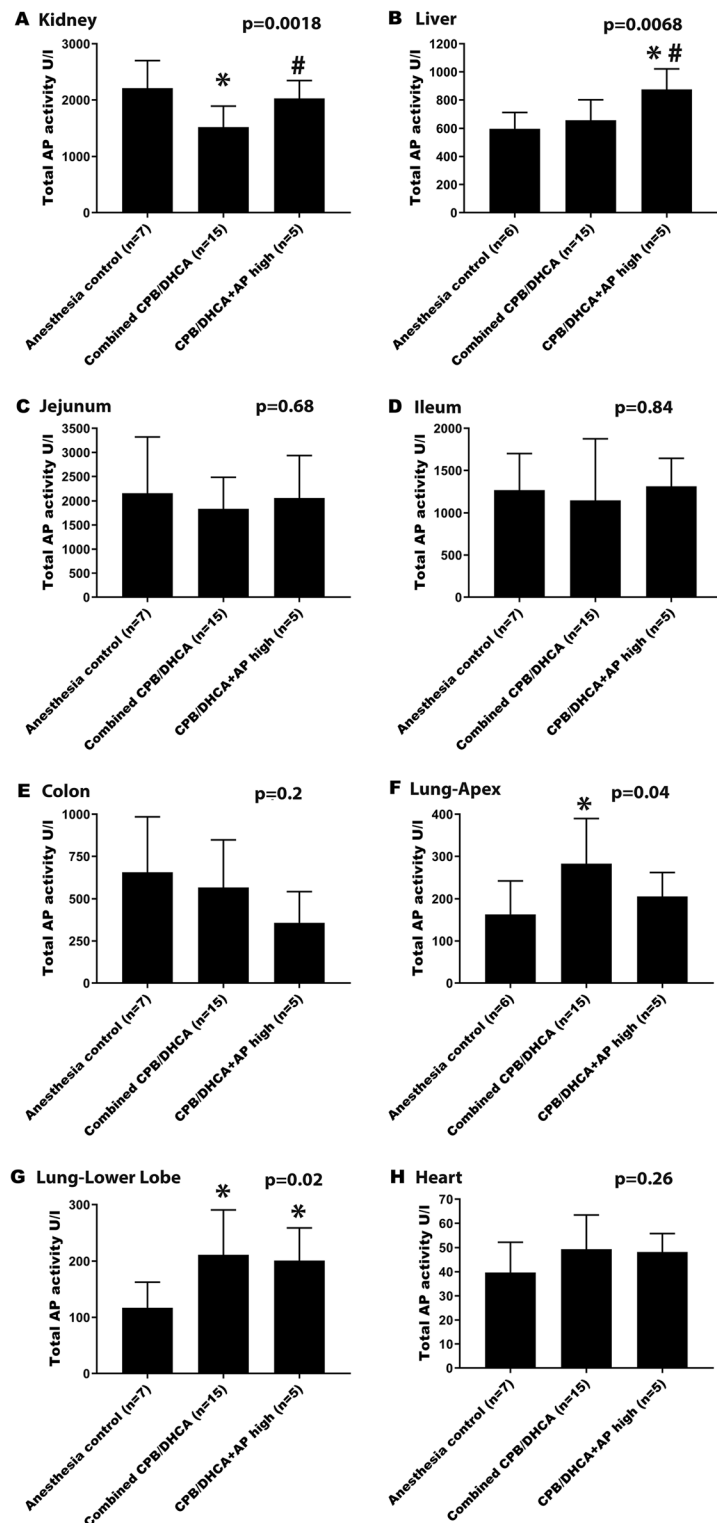 A Kidney p=0.0018
*
#
Total AP activity U/I
3000
2000
1000
0
Anesthesia control (n=7)
Combined CPB/DHCA (n=15)
CPB/DHCA+AP high (n=5)
B Liver p=0.0068
* #
Total AP activity U/I
1200
1000
800
600
400
200
0
Anesthesia control (n=6)
Combined CPB/DHCA (n=15)
CPB/DHCA+AP high (n=5)
C Jejunum p=0.68
Total AP activity U/I
3500
3000
2500
2000
1500
1000
500
0
Anesthesia control (n=7)
Combined CPB/DHCA (n=15)
CPB/DHCA+AP high (n=5)
D Ileum p=0.84
Total AP activity U/I
2000
1500
1000
500
0
Anesthesia control (n=7)
Combined CPB/DHCA (n=15)
CPB/DHCA+AP high (n=5)
E Colon p=0.2
Total AP activity U/I
1000
750
500
250
0
Anesthesia control (n=7)
Combined CPB/DHCA (n=15)
CPB/DHCA+AP high (n=5)
F Lung-Apex p=0.04
*
Total AP activity U/I
400
300
200
100
0
Anesthesia control (n=6)
Combined CPB/DHCA (n=15)
CPB/DHCA+AP high (n=5)
G Lung-Lower Lobe p=0.02
*
*
Total AP activity U/I
300
200
100
0
Anesthesia control (n=7)
Combined CPB/DHCA (n=15)
CPB/DHCA+AP high (n=5)
H Heart p=0.26
Total AP activity U/I
70
60
50
40
30
20
10
0
Anesthesia control (n=7)
Combined CPB/DHCA (n=15)
CPB/DHCA+AP high (n=5)